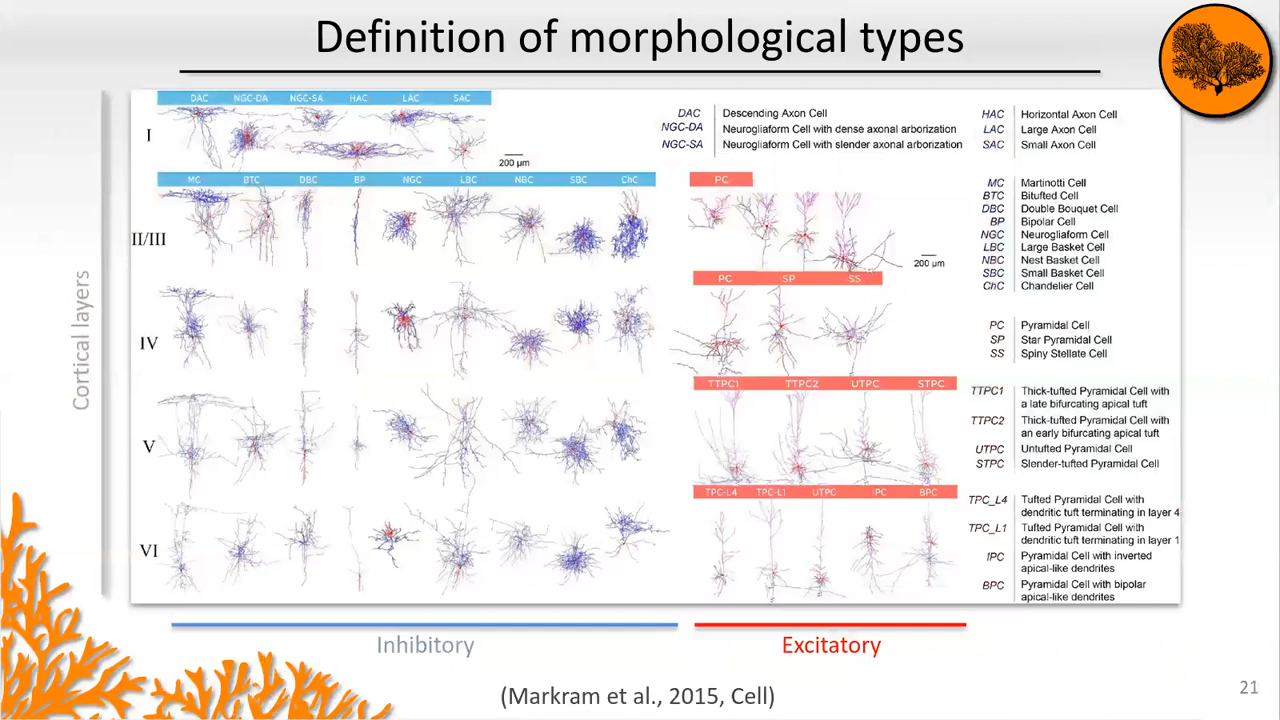 Definition of morphological types
DAC NGC-DA NGC-SA HAC LAC SAC
I
200 µm
DAC Descending Axon Cell
NGC-DA Neurogliaform Cell with dense axonal arborization
NGC-SA Neurogliaform Cell with slender axonal arborization
HAC Horizontal Axon Cell
LAC Large Axon Cell
SAC Small Axon Cell
MC BTC DBC BP NGC LBC NBC SBC ChC
II/III
PC
200 µm
MC Martinotti Cell
BTC Bitufted Cell
DBC Double Bouquet Cell
BP Bipolar Cell
NGC Neurogliaform Cell
LBC Large Basket Cell
NBC Nest Basket Cell
SBC Small Basket Cell
ChC Chandelier Cell
Cortical layers
IV
PC SP SS
PC Pyramidal Cell
SP Star Pyramidal Cell
SS Spiny Stellate Cell
V
TTPC1 TTPC2 UTPC STPC
TTPC1 Thick-tufted Pyramidal Cell with
a late bifurcating apical tuft
TTPC2 Thick-tufted Pyramidal Cell with
an early bifurcating apical tuft
UTPC Untufted Pyramidal Cell
STPC Slender-tufted Pyramidal Cell
VI
TPC-L4 TPC-L1 UTPC IPC BPC
TPC_L4 Tufted Pyramidal Cell with
dendritic tuft terminating in layer 4
TPC_L1 Tufted Pyramidal Cell with
dendritic tuft terminating in layer 1
IPC Pyramidal Cell with inverted
apical-like dendrites
BPC Pyramidal Cell with bipolar
apical-like dendrites
Inhibitory
Excitatory
(Markram et al., 2015, Cell)
21